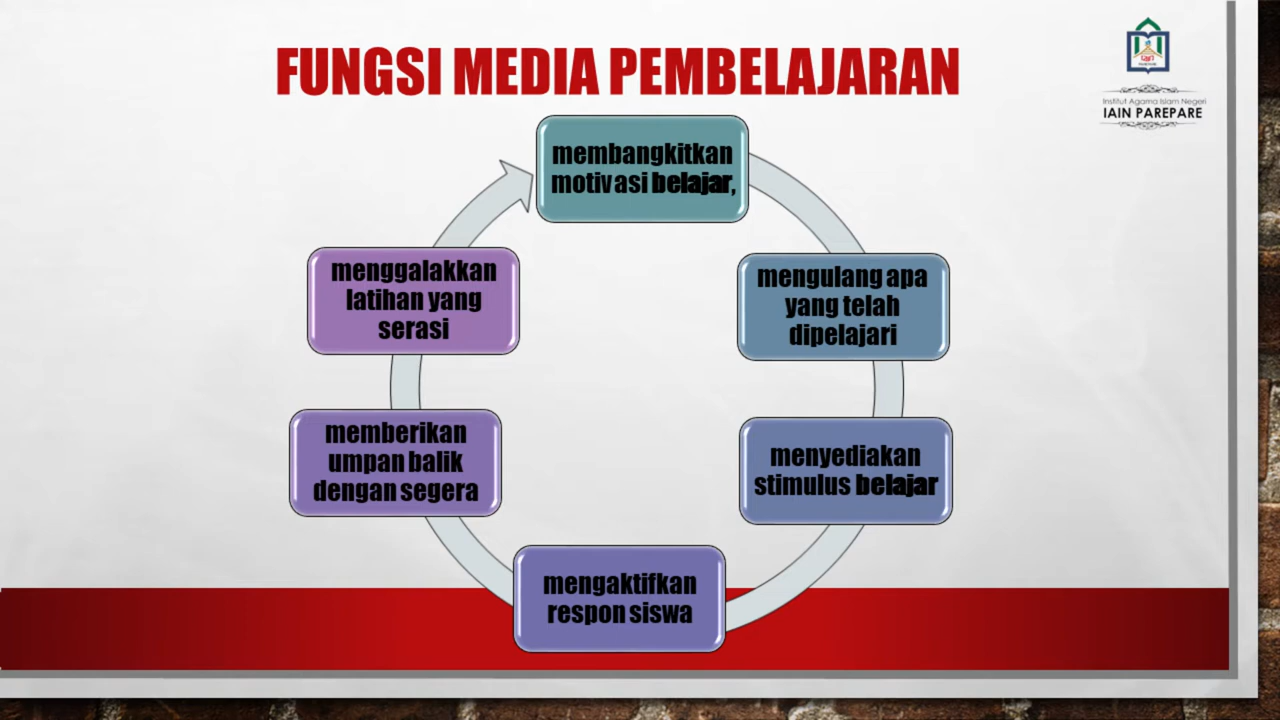 FUNGSI MEDIA PEMBELAJARAN
Institut Agama Islam Negeri
IAIN PAREPARE
membangkitkan
motivasi belajar,
mengulang apa
yang telah
dipelajari
menyediakan
stimulus belajar
mengaktifkan
respon siswa
memberikan
umpan balik
dengan segera
menggalakkan
latihan yang
serasi